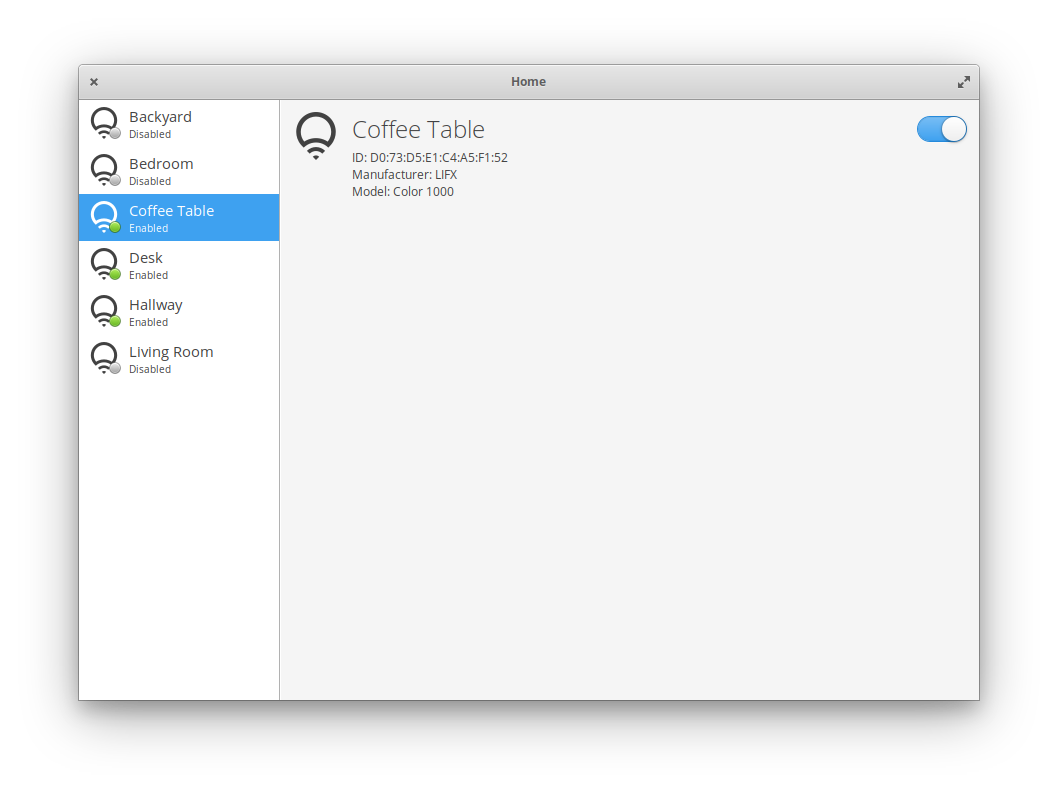 Home
Backyard
Disabled
Bedroom
Disabled
Coffee Table
Enabled
Desk
Enabled
Hallway
Enabled
Living Room
Disabled
Coffee Table
ID: D0:73:D5:E1:C4:A5:F1:52
Manufacturer: LIFX
Model: Color 1000